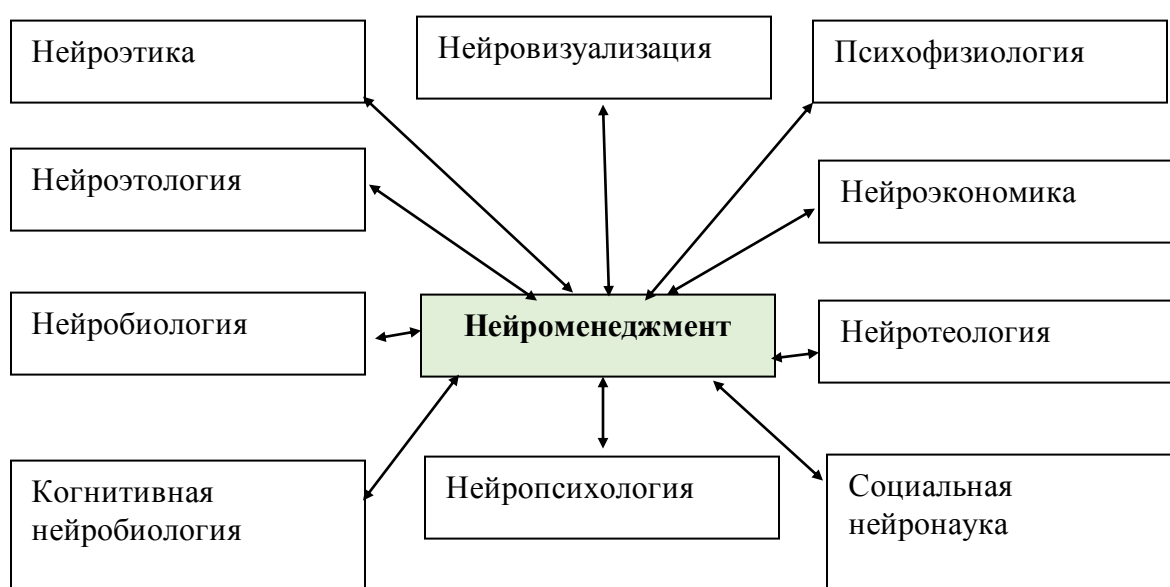 Нейроэтика
Нейровизуализация
Психофизиология
Нейроэтология
Нейроэкономика
Нейробиология
Нейроменеджмент
Нейротеология
Когнитивная
нейробиология
Нейропсихология
Социальная
нейронаука